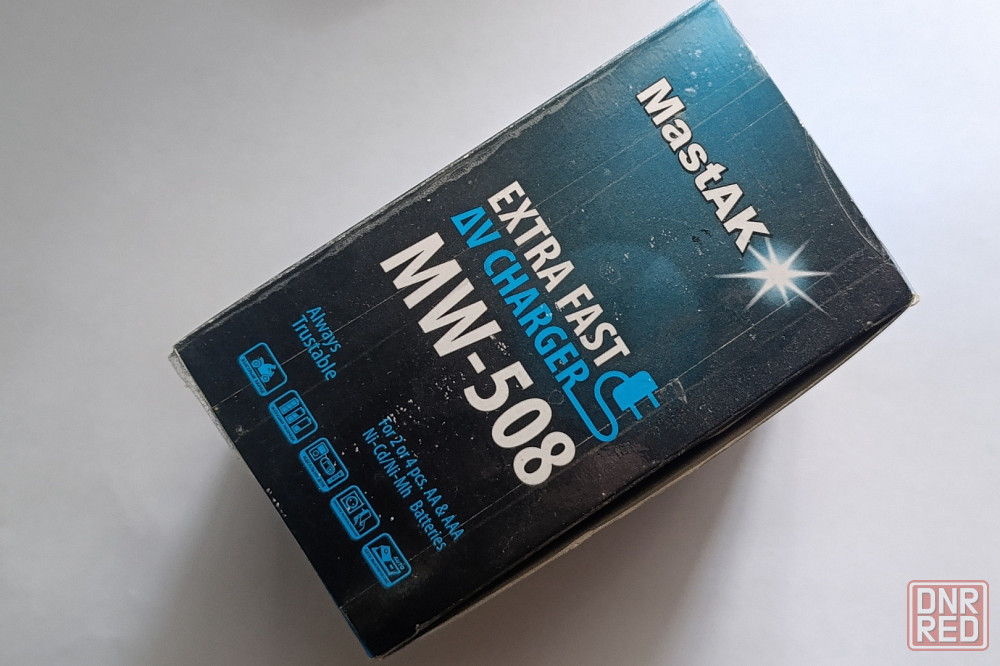 MastAK
EXTRA FAST
ΔV CHARGER
MW-508
Always
Trustable
For 2 or 4 pcs. AA & AAA
Ni-Cd/Ni-Mh Batteries
AUTO
DNR
RED